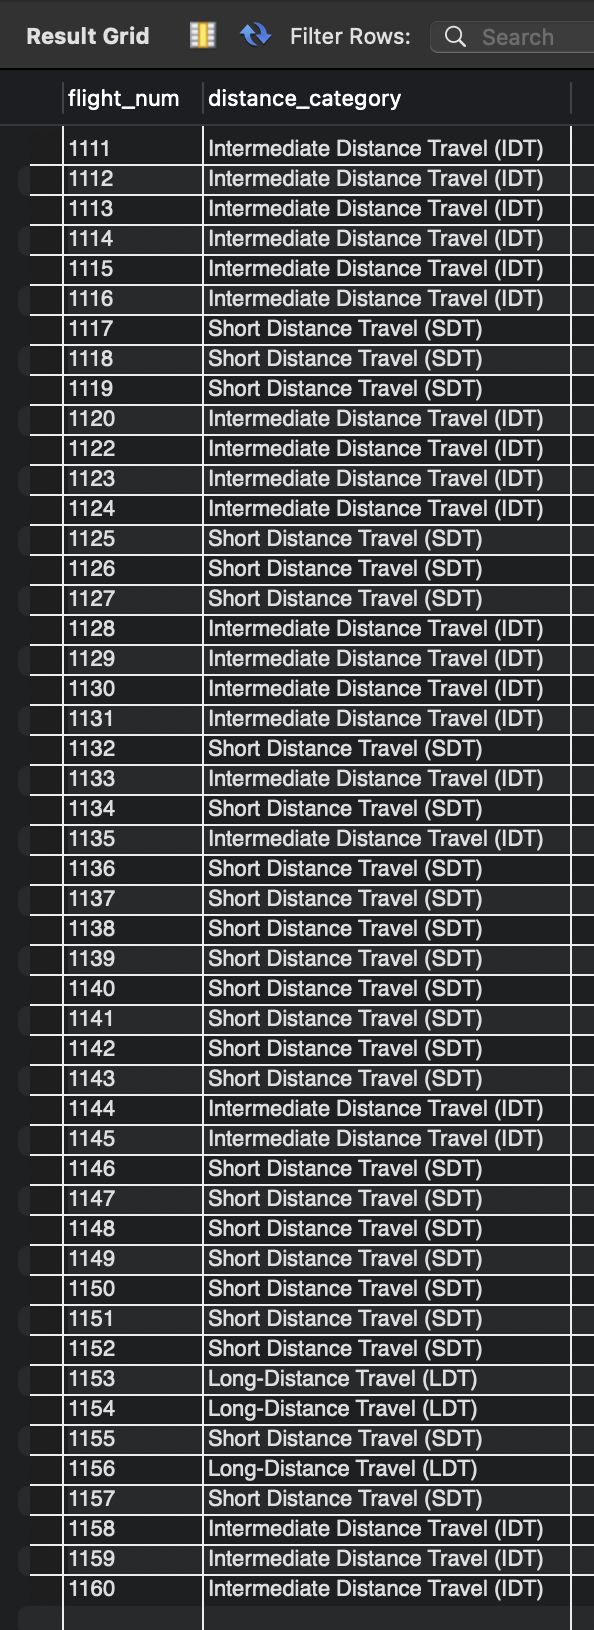 Result Grid Filter Rows: Search
flight_num distance_category
1111 Intermediate Distance Travel (IDT)
1112 Intermediate Distance Travel (IDT)
1113 Intermediate Distance Travel (IDT)
1114 Intermediate Distance Travel (IDT)
1115 Intermediate Distance Travel (IDT)
1116 Intermediate Distance Travel (IDT)
1117 Short Distance Travel (SDT)
1118 Short Distance Travel (SDT)
1119 Short Distance Travel (SDT)
1120 Intermediate Distance Travel (IDT)
1122 Intermediate Distance Travel (IDT)
1123 Intermediate Distance Travel (IDT)
1124 Intermediate Distance Travel (IDT)
1125 Short Distance Travel (SDT)
1126 Short Distance Travel (SDT)
1127 Short Distance Travel (SDT)
1128 Intermediate Distance Travel (IDT)
1129 Intermediate Distance Travel (IDT)
1130 Intermediate Distance Travel (IDT)
1131 Intermediate Distance Travel (IDT)
1132 Short Distance Travel (SDT)
1133 Intermediate Distance Travel (IDT)
1134 Short Distance Travel (SDT)
1135 Intermediate Distance Travel (IDT)
1136 Short Distance Travel (SDT)
1137 Short Distance Travel (SDT)
1138 Short Distance Travel (SDT)
1139 Short Distance Travel (SDT)
1140 Short Distance Travel (SDT)
1141 Short Distance Travel (SDT)
1142 Short Distance Travel (SDT)
1143 Short Distance Travel (SDT)
1144 Intermediate Distance Travel (IDT)
1145 Intermediate Distance Travel (IDT)
1146 Short Distance Travel (SDT)
1147 Short Distance Travel (SDT)
1148 Short Distance Travel (SDT)
1149 Short Distance Travel (SDT)
1150 Short Distance Travel (SDT)
1151 Short Distance Travel (SDT)
1152 Short Distance Travel (SDT)
1153 Long-Distance Travel (LDT)
1154 Long-Distance Travel (LDT)
1155 Short Distance Travel (SDT)
1156 Long-Distance Travel (LDT)
1157 Short Distance Travel (SDT)
1158 Intermediate Distance Travel (IDT)
1159 Intermediate Distance Travel (IDT)
1160 Intermediate Distance Travel (IDT)